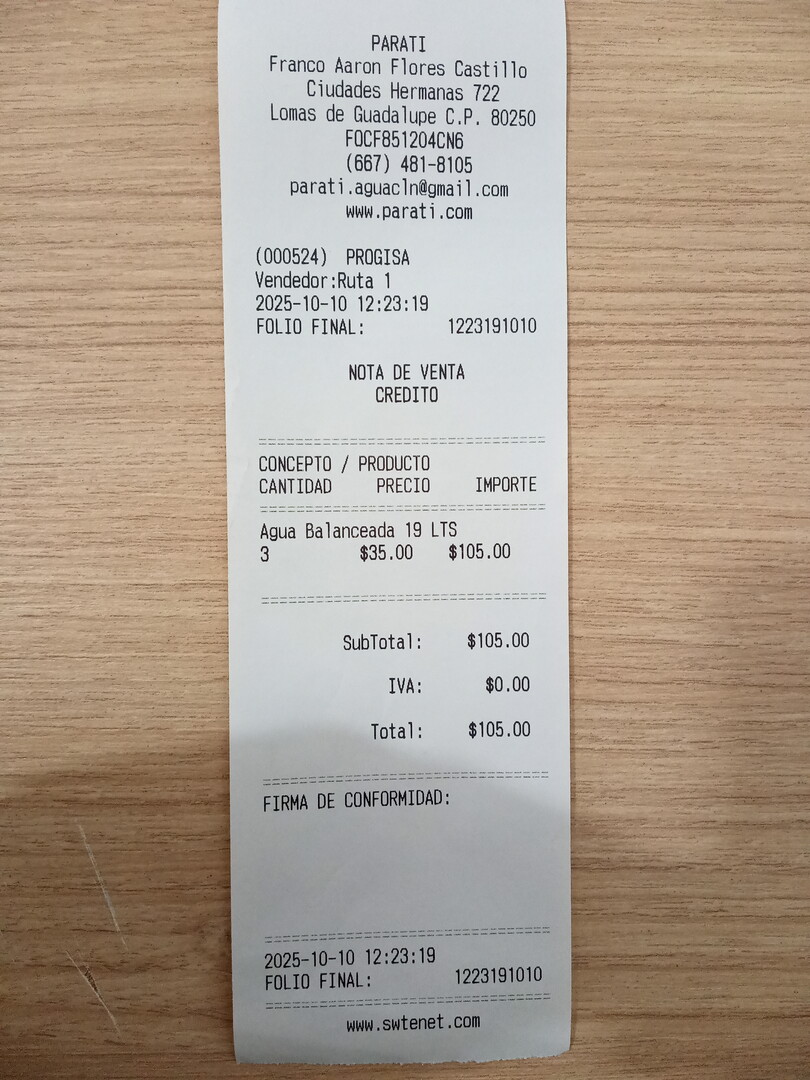 PARATI
Franco Aaron Flores Castillo
Ciudades Hermanas 722
Lomas de Guadalupe C.P. 80250
FOCF851204CN6
(667) 481-8105
parati.aguacln@gmail.com
www.parati.com
(000524) PROGISA
Vendedor:Ruta 1
2025-10-10 12:23:19
FOLIO FINAL: 1223191010
NOTA DE VENTA
CREDITO
CONCEPTO / PRODUCTO
CANTIDAD PRECIO IMPORTE
Agua Balanceada 19 LTS
3 $35.00 $105.00
SubTotal: $105.00
IVA: $0.00
Total: $105.00
FIRMA DE CONFORMIDAD:
2025-10-10 12:23:19
FOLIO FINAL: 1223191010
www.swtenet.com